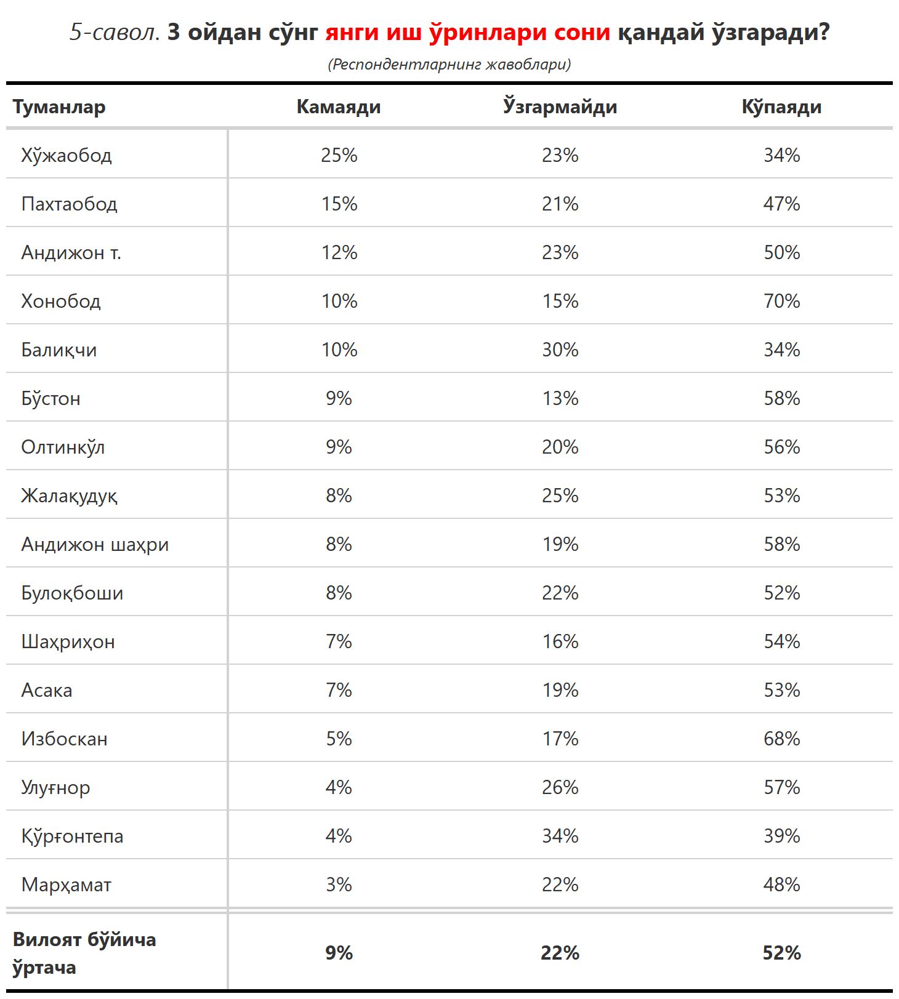 5-савол. 3 ойдан сўнг янги иш ўринлари сони қандай ўзгаради?
(Респондентларнинг жавоблари)
Туманлар Камаяди Ўзгармайди Кўпаяди
Хўжаобод 25% 23% 34%
Пахтаобод 15% 21% 47%
Андижон т. 12% 23% 50%
Хонобод 10% 15% 70%
Балиқчи 10% 30% 34%
Бўстон 9% 13% 58%
Олтинкўл 9% 20% 56%
Жалақудуқ 8% 25% 53%
Андижон шаҳри 8% 19% 58%
Булоқбоши 8% 22% 52%
Шаҳриҳон 7% 16% 54%
Асака 7% 19% 53%
Избоскан 5% 17% 68%
Улуғнор 4% 26% 57%
Қўрғонтепа 4% 34% 39%
Марҳамат 3% 22% 48%
Вилоят бўйича
ўртача 9% 22% 52%